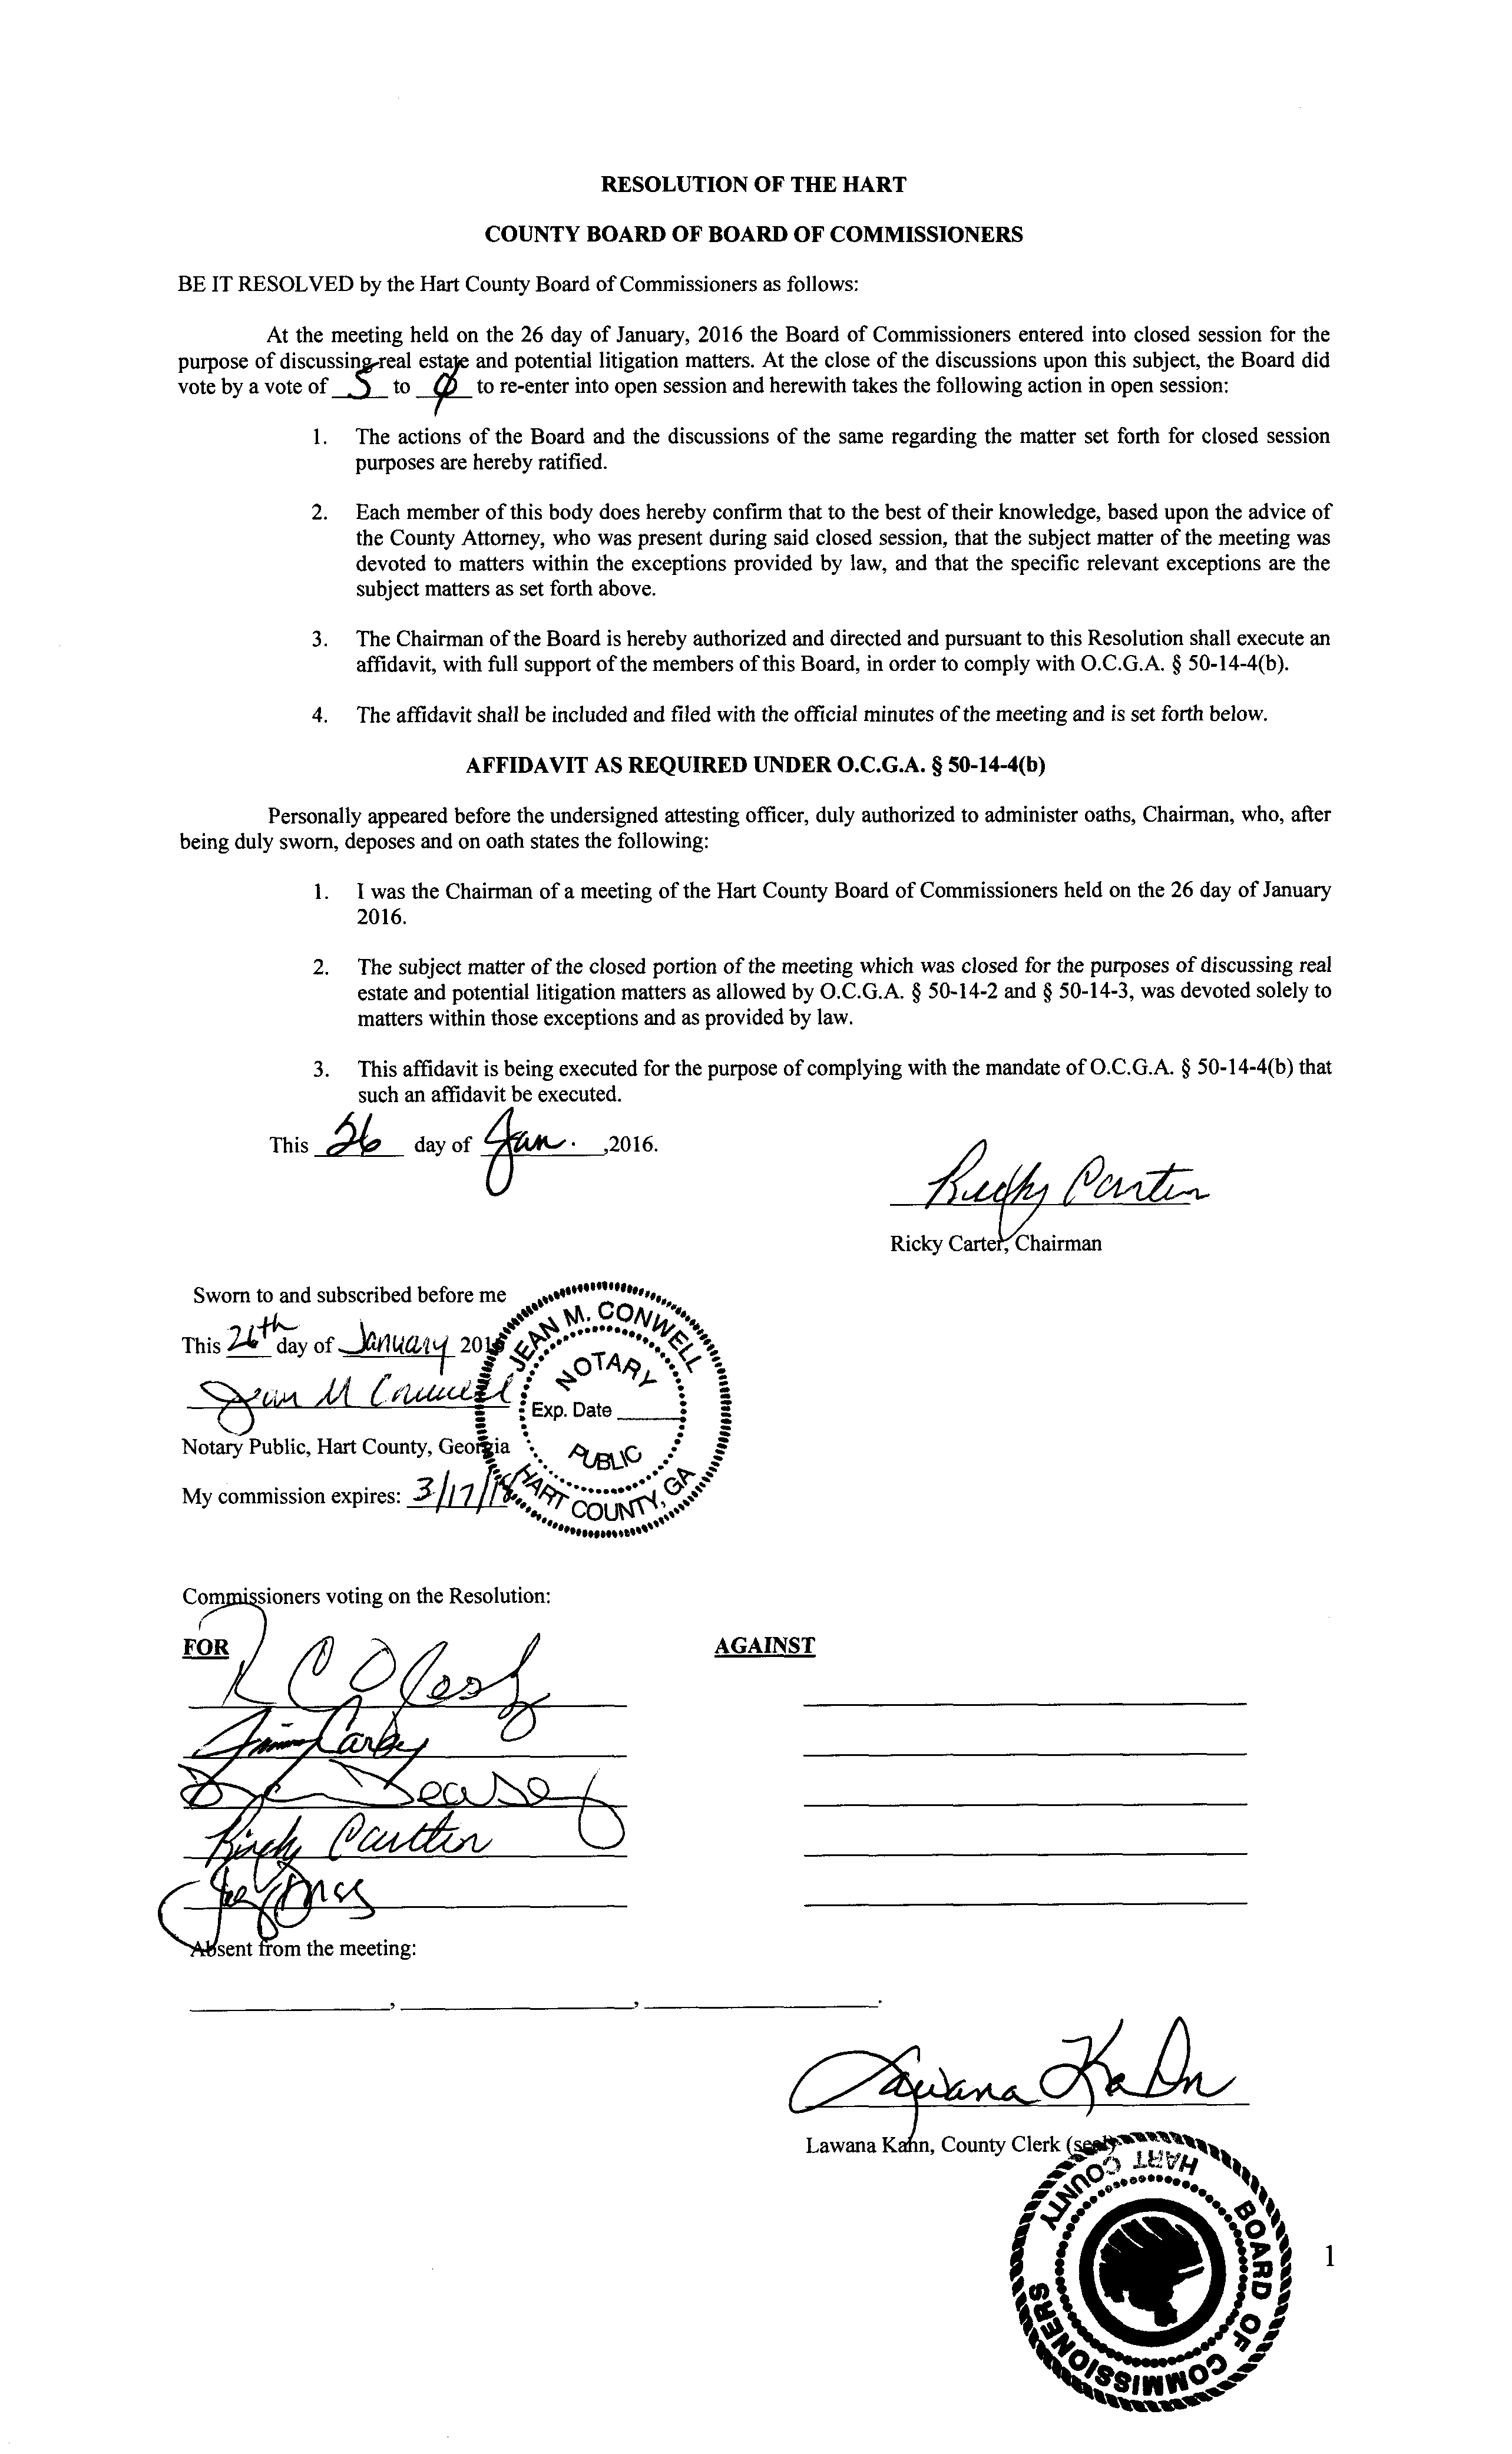 RESOLUTION OF THE HART
COUNTY BOARD OF BOARD OF COMMISSIONERS
BE IT RESOLVED by the Hart County Board of Commissioners as follows:
At the meeting held on the 26 day of January, 2016 the Board of Commissioners entered into closed session for the
purpose of discussing real estate and potential litigation matters. At the close of the discussions upon this subject, the Board did
vote by a vote of 5 to 0 to re-enter into open session and herewith takes the following action in open session:
1. The actions of the Board and the discussions of the same regarding the matter set forth for closed session
purposes are hereby ratified.
2. Each member of this body does hereby confirm that to the best of their knowledge, based upon the advice of
the County Attorney, who was present during said closed session, that the subject matter of the meeting was
devoted to matters within the exceptions provided by law, and that the specific relevant exceptions are the
subject matters as set forth above.
3. The Chairman of the Board is hereby authorized and directed and pursuant to this Resolution shall execute an
affidavit, with full support of the members of this Board, in order to comply with O.C.G.A. § 50-14-4(b).
4. The affidavit shall be included and filed with the official minutes of the meeting and is set forth below.
AFFIDAVIT AS REQUIRED UNDER O.C.G.A. § 50-14-4(b)
Personally appeared before the undersigned attesting officer, duly authorized to administer oaths, Chairman, who, after
being duly sworn, deposes and on oath states the following:
1. I was the Chairman of a meeting of the Hart County Board of Commissioners held on the 26 day of January
2016.
2. The subject matter of the closed portion of the meeting which was closed for the purposes of discussing real
estate and potential litigation matters as allowed by O.C.G.A. § 50-14-2 and § 50-14-3, was devoted solely to
matters within those exceptions and as provided by law.
3. This affidavit is being executed for the purpose of complying with the mandate of O.C.G.A. § 50-14-4(b) that
such an affidavit be executed.
This 26 day of Jan. ,2016.
Ricky Carter
Ricky Carter, Chairman
Sworn to and subscribed before me
This 26th day of January 2016
Jean M Conwell
Notary Public, Hart County, Georgia
My commission expires: 3/17/18
JEAN M. CONWELL
NOTARY
Exp. Date
PUBLIC
HART COUNTY, GA
Commissioners voting on the Resolution:
FOR
AGAINST
R C Oglesby
Jimmy Carey
Dan Dorsey
Ricky Carter
Joey Dorsey
Absent from the meeting:
Lawana Kahn
Lawana Kahn, County Clerk (seal)
HART COUNTY
BOARD OF COMMISSIONERS
1